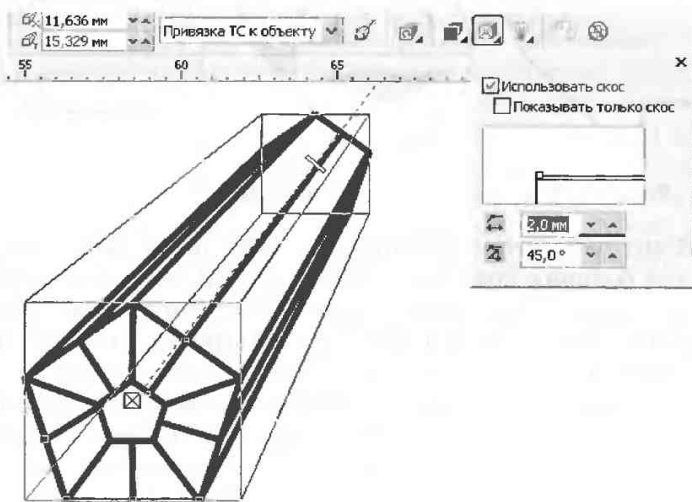 11,636 мм
15,329 мм
Привязка ТС к объекту
55 60 65
Использовать скос
Показывать только скос
2,0 мм
45,0 °